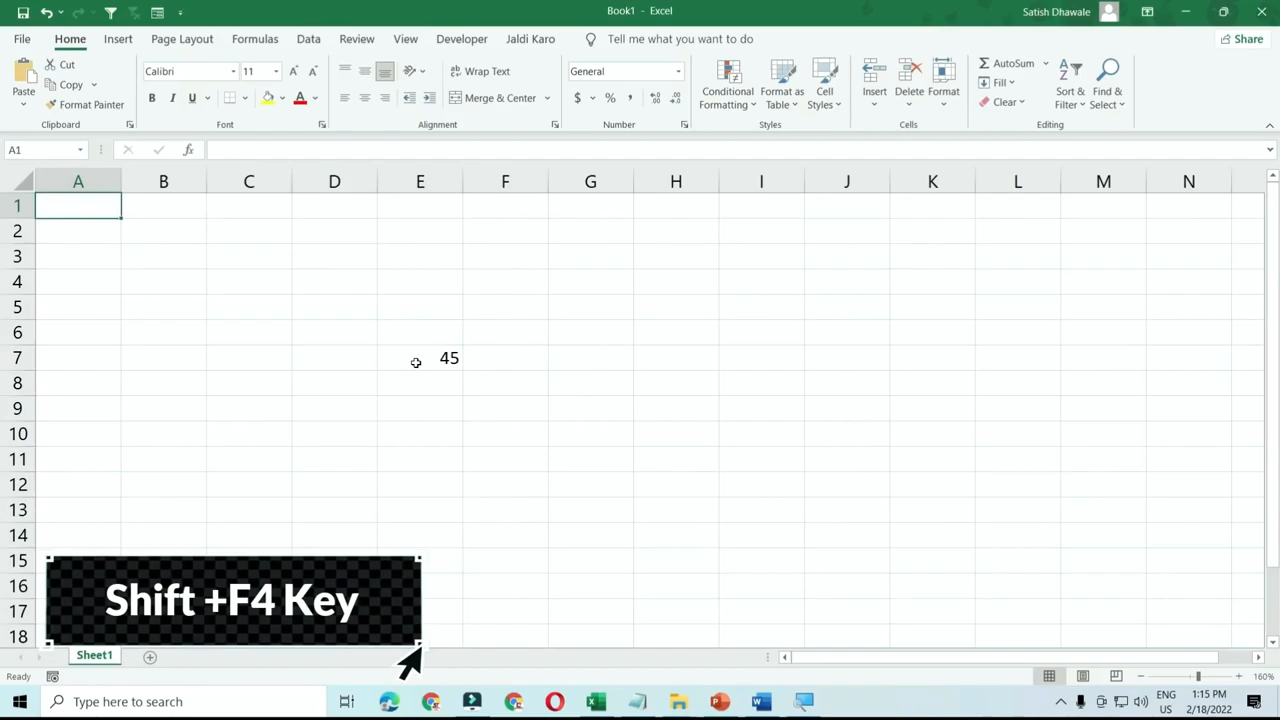 Book1 - Excel
Satish Dhawale
File Home Insert Page Layout Formulas Data Review View Developer Jaldi Karo Tell me what you want to do Share
Paste
Cut
Copy
Format Painter
Clipboard
Calibri 11
B I U
Font
Wrap Text
Merge & Center
Alignment
General
$ % ,
Number
Conditional Formatting
Format as Table
Cell Styles
Styles
Insert
Delete
Format
Cells
AutoSum
Fill
Clear
Sort & Filter
Find & Select
Editing
A1 fx
A B C D E F G H I J K L M N
1
2
3
4
5
6
7 45
8
9
10
11
12
13
14
15
16
17
18
Shift +F4 Key
Sheet1
Ready 160%
Type here to search
ENG US
1:15 PM
2/18/2022